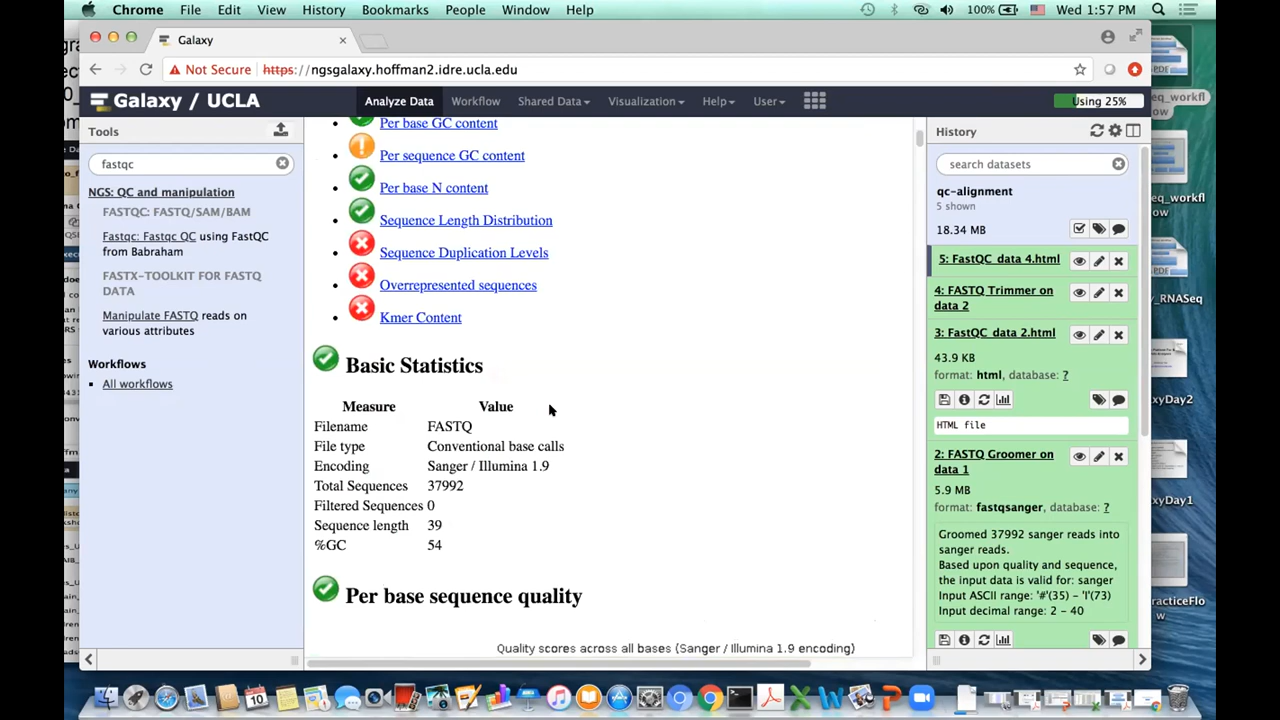 Chrome File Edit View History Bookmarks People Window Help 100% Wed 1:57 PM
Galaxy
Not Secure https://ngsgalaxy.hoffman2.idre.ucla.edu
Galaxy / UCLA Analyze Data Workflow Shared Data Visualization Help User Using 25%
Tools
fastqc
NGS: QC and manipulation
FASTQC: FASTQ/SAM/BAM
Fastqc: Fastqc QC using FastQC
from Babraham
FASTX-TOOLKIT FOR FASTQ
DATA
Manipulate FASTQ reads on
various attributes
Workflows
All workflows
Per base GC content
Per sequence GC content
Per base N content
Sequence Length Distribution
Sequence Duplication Levels
Overrepresented sequences
Kmer Content
Basic Statistics
Measure Value
Filename FASTQ
File type Conventional base calls
Encoding Sanger / Illumina 1.9
Total Sequences 37992
Filtered Sequences 0
Sequence length 39
%GC 54
Per base sequence quality
Quality scores across all bases (Sanger / Illumina 1.9 encoding)
History
search datasets
qc-alignment
5 shown
18.34 MB
5: FastQC_data 4.html
4: FASTQ Trimmer on
data 2
3: FastQC_data 2.html
43.9 KB
format: html, database: ?
HTML file
2: FASTQ Groomer on
data 1
5.9 MB
format: fastqsanger, database: ?
Groomed 37992 sanger reads into
sanger reads.
Based upon quality and sequence,
the input data is valid for: sanger
Input ASCII range: '#'(35) - 'I'(73)
Input decimal range: 2 - 40
eq_workfl
ow
seq_workfl
ow
y_RNASeq
xyDay2
xyDay1
racticeFlo
w